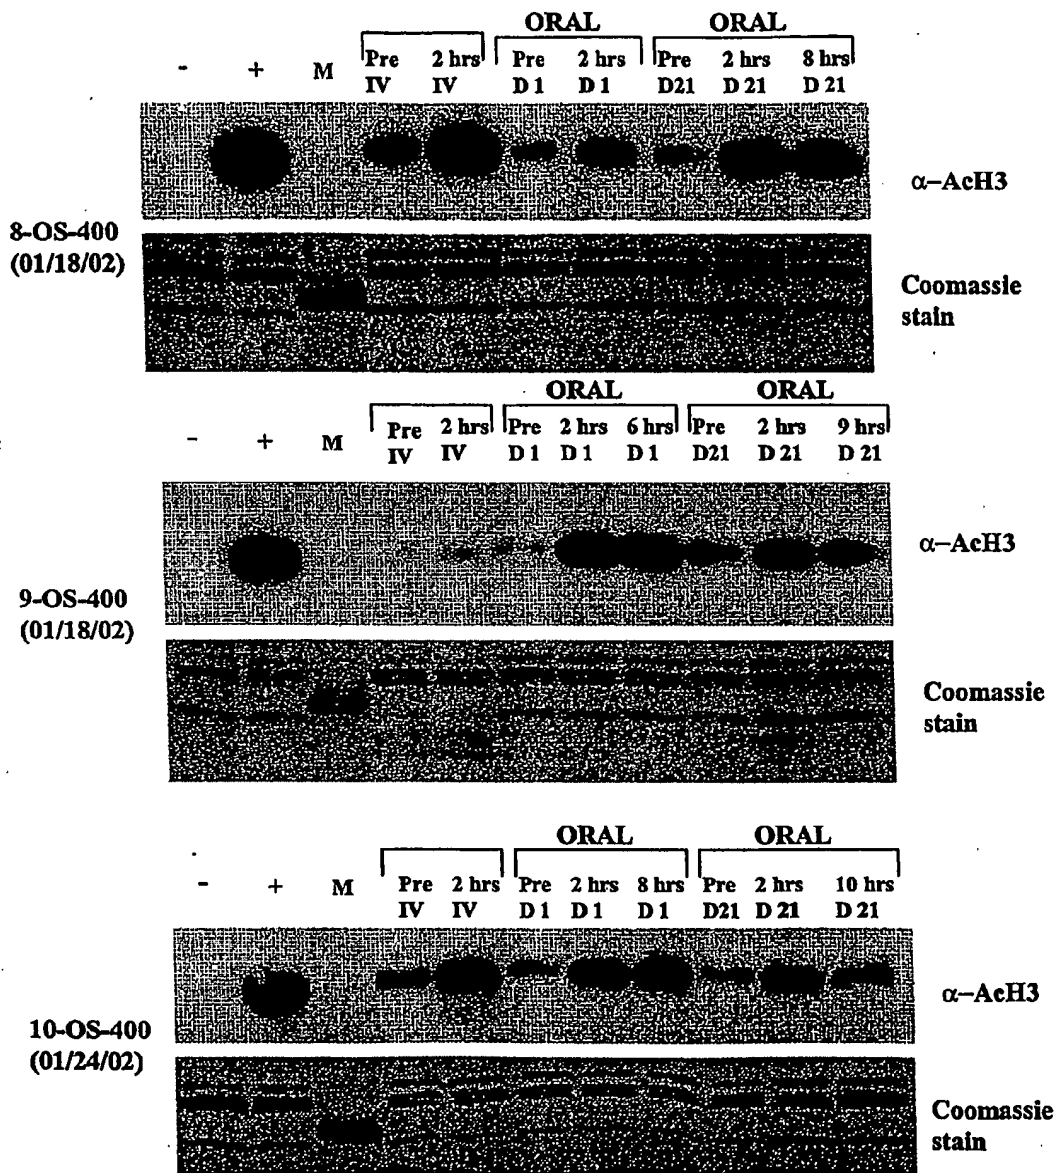 ORAL ORAL
- + M Pre 2 hrs Pre 2 hrs Pre 2 hrs 8 hrs
IV IV D 1 D 1 D21 D 21 D 21
α–AcH3
8-OS-400
(01/18/02)
Coomassie
stain
ORAL ORAL
- + M Pre 2 hrs Pre 2 hrs 6 hrs Pre 2 hrs 9 hrs
IV IV D 1 D 1 D 1 D21 D 21 D 21
α–AcH3
9-OS-400
(01/18/02)
Coomassie
stain
ORAL ORAL
- + M Pre 2 hrs Pre 2 hrs 8 hrs Pre 2 hrs 10 hrs
IV IV D 1 D 1 D 1 D21 D 21 D 21
α–AcH3
10-OS-400
(01/24/02)
Coomassie
stain